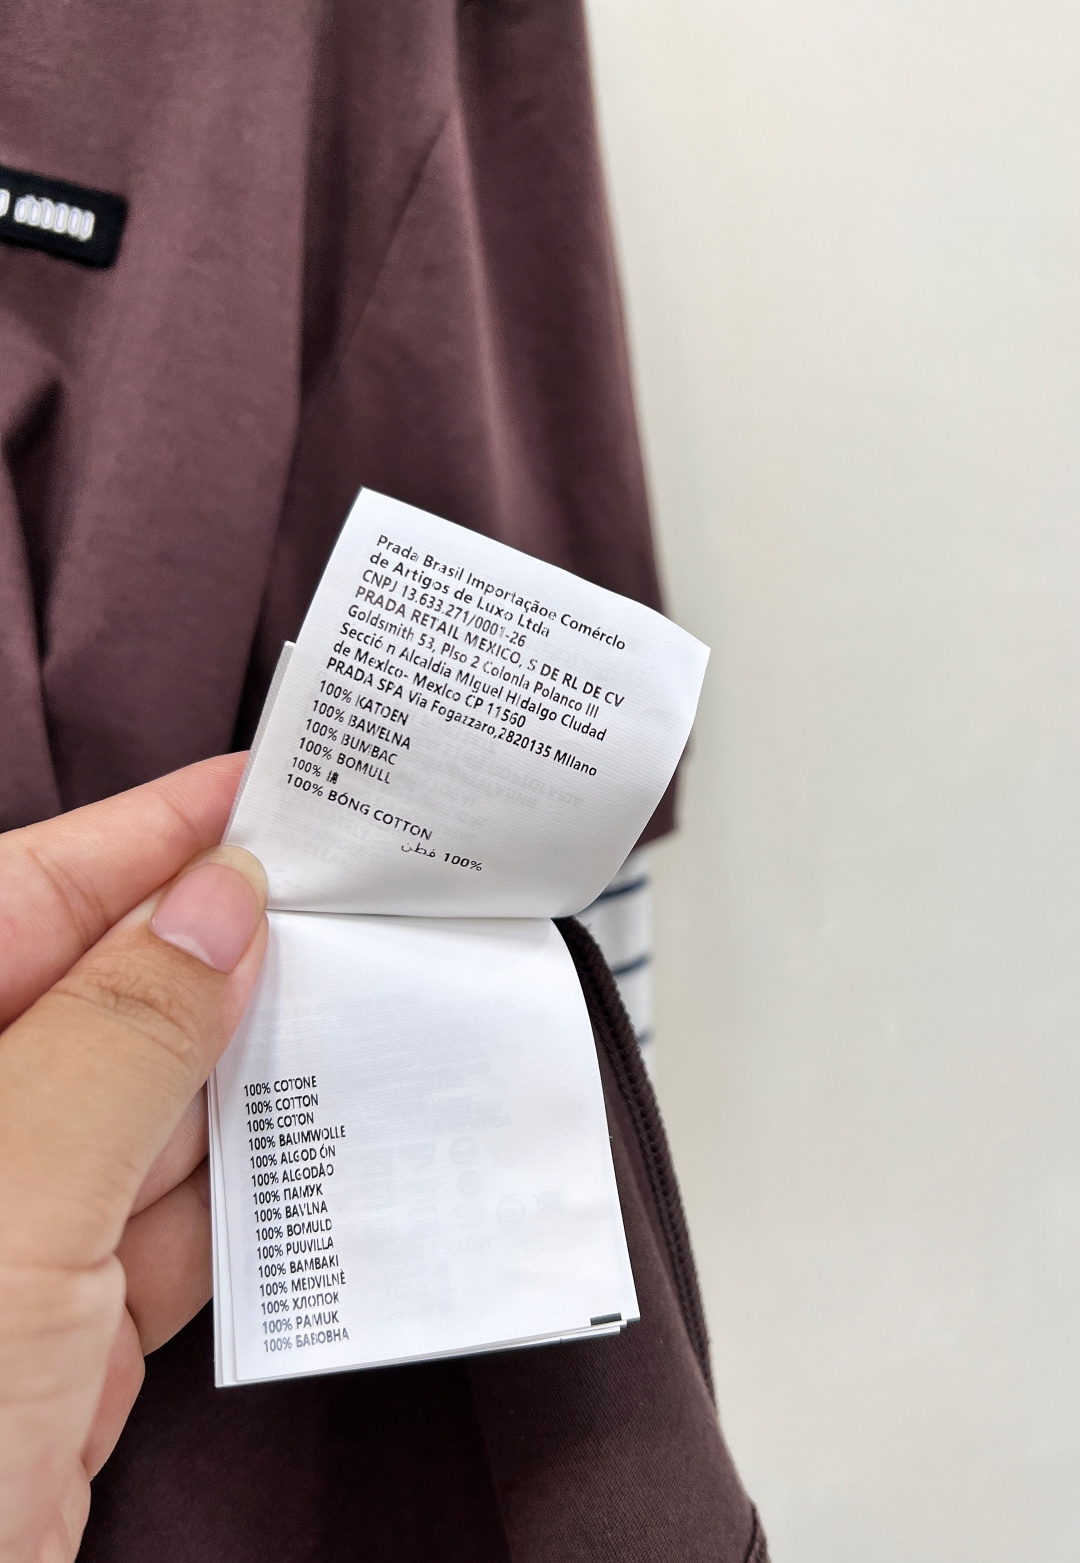 Prada Brasil Importaçãoe Comérclo
de Artigos de Luxo Ltda
CNPJ 13.633.271/0001-26
PRADA RETAIL MEXICO, S DE RL DE CV
Goldsmith 53, Plso 2 Colonla Polanco III
Secció n Alcaldia Mlguel Hldalgo Cludad
de Mexlco- Mexlco CP 11560
PRADA SPA Via Fogazzaro,2820135 Mllano
100% KATOEN
100% BAWEŁNA
100% BUMBAC
100% BOMULL
100% 棉
100% BÔNG COTTON
100% قطن
100% COTONE
100% COTTON
100% COTON
100% BAUMWOLLE
100% ALGOD ÓN
100% ALGODÃO
100% ПАМУК
100% BAVLNA
100% BOMULD
100% PUUVILLA
100% BAMBAKI
100% MEDVILNĖ
100% ХЛОПОК
100% PAMUK
100% БАВОВНА